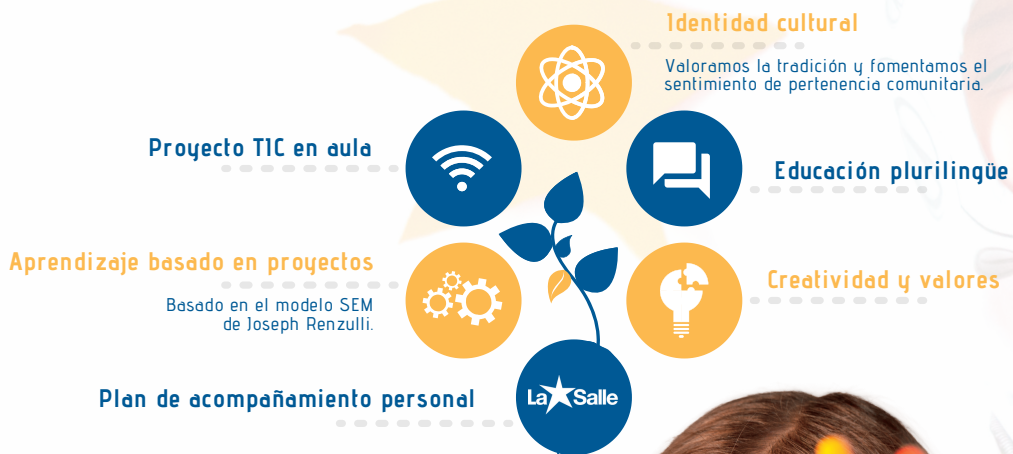 Identidad cultural
Valoramos la tradición y fomentamos el
sentimiento de pertenencia comunitaria.
Proyecto TIC en aula
Educación plurilingüe
Aprendizaje basado en proyectos
Basado en el modelo SEM
de Joseph Renzulli.
Creatividad y valores
Plan de acompañamiento personal
La Salle